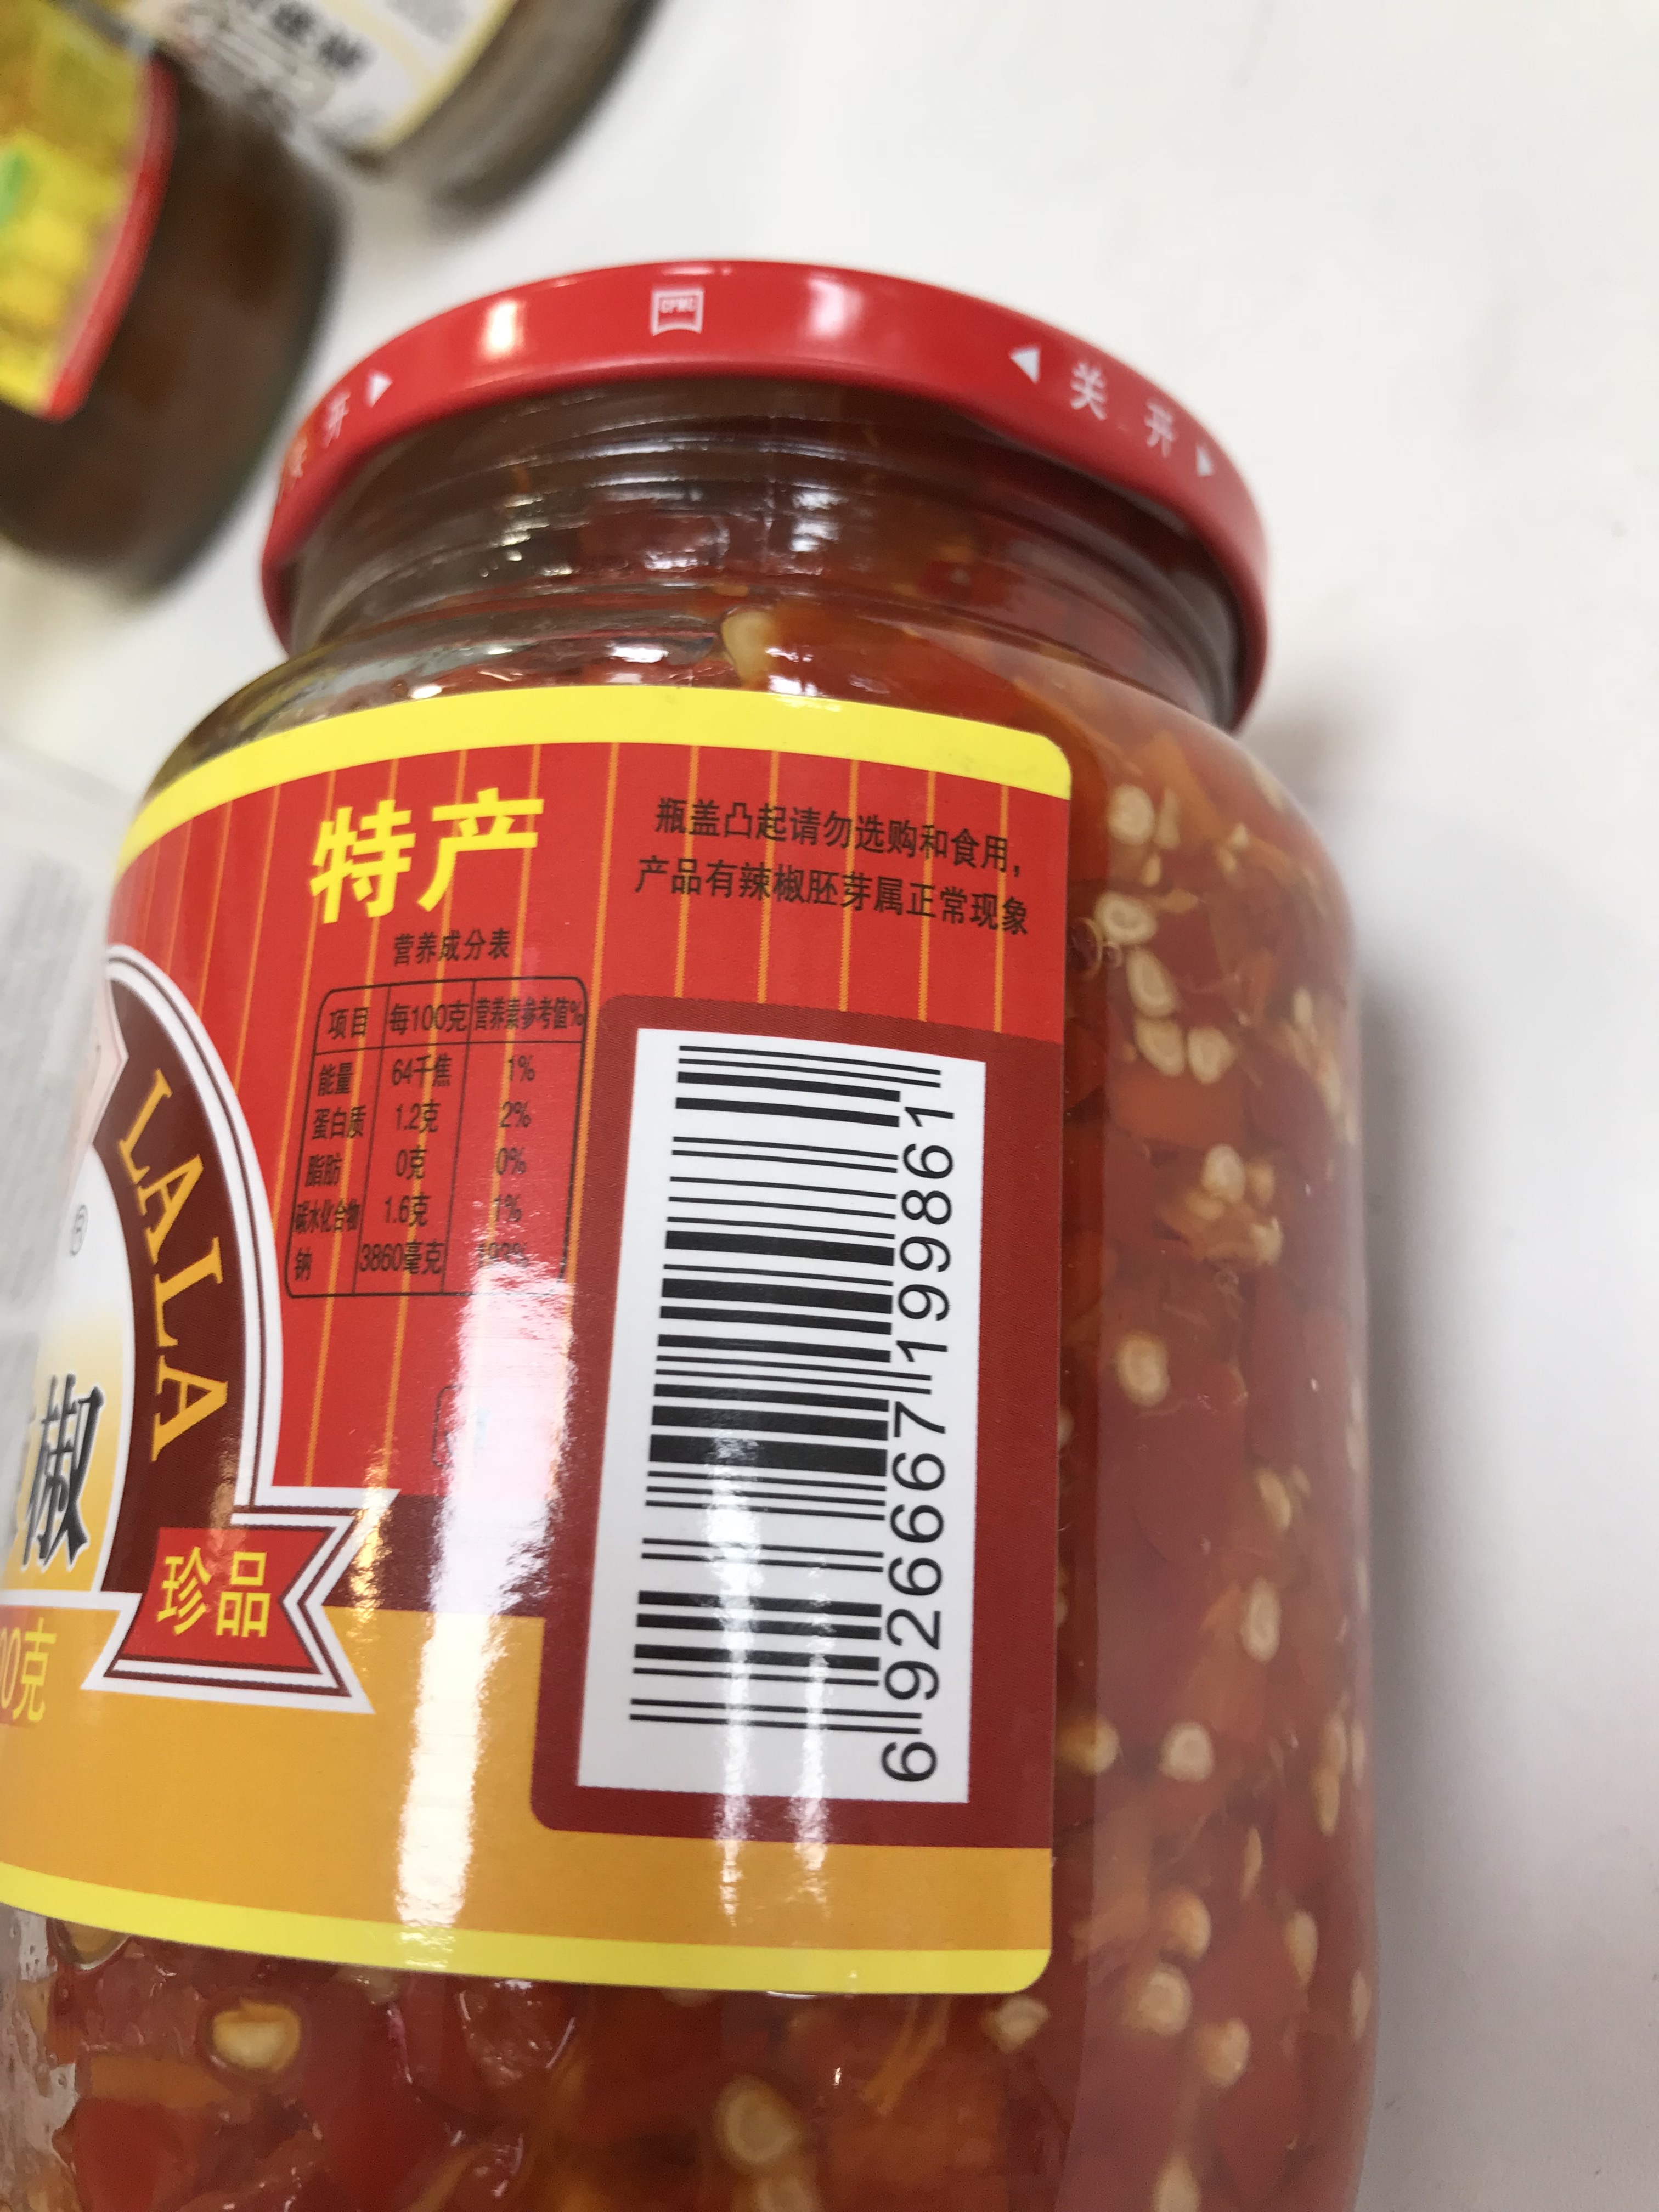 CPMC
开
关 开
特产
瓶盖凸起请勿选购和食用，
产品有辣椒胚芽属正常现象
营养成分表
项目 每100克 营养素参考值%
能量 64千焦 1%
蛋白质 1.2克 2%
脂肪 0克 0%
碳水化合物 1.6克 1%
钠 3860毫克
LALA
®
椒
珍品
0克
6926667199861